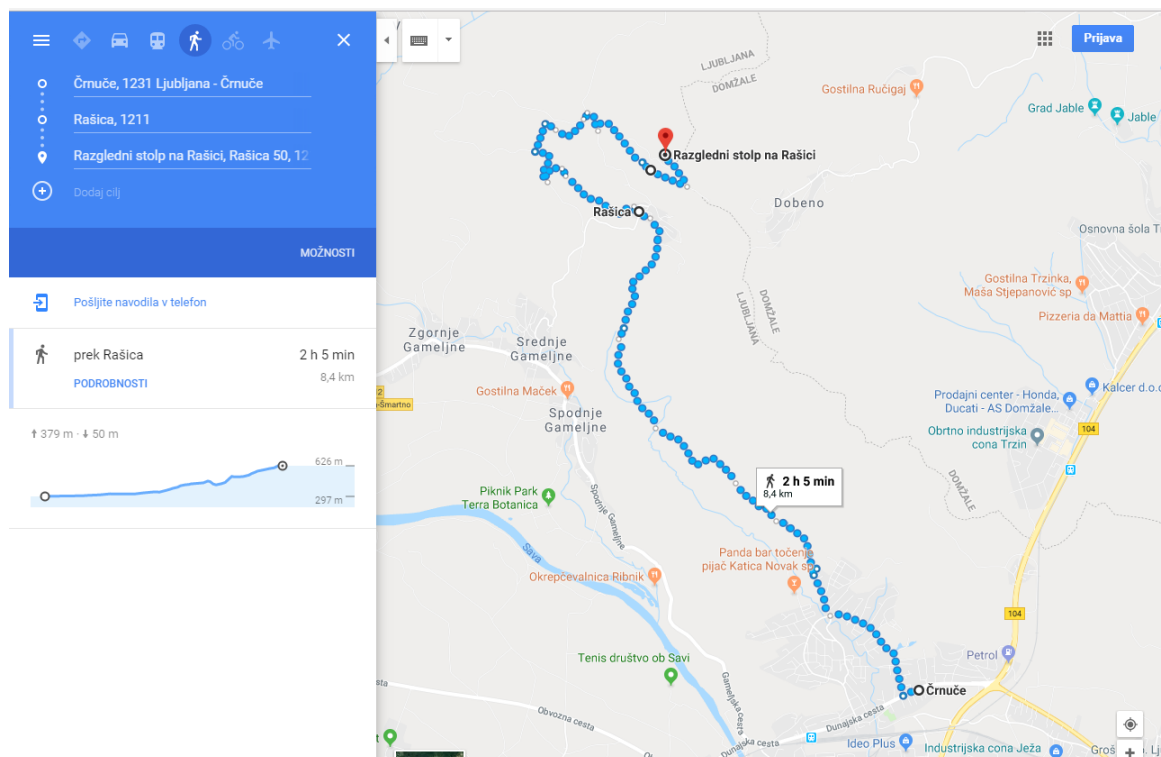 Črnuče, 1231 Ljubljana - Črnuče
Rašica, 1211
Razgledni stolp na Rašici, Rašica 50, 12
Dodaj cilj
MOŽNOSTI
Pošljite navodila v telefon
prek Rašica
2 h 5 min
PODROBNOSTI
8,4 km
379 m · 50 m
626 m
297 m
Prijava
LJUBLJANA
DOMŽALE
Gostilna Ručigaj
Grad Jable
Jable
Razgledni stolp na Rašici
Rašica
Dobeno
Osnovna šola T
Gostilna Trzinka,
Maša Stjepanović sp
Pizzeria da Mattia
DOMŽALE
LJUBLJANA
Zgornje
Gameljne
Srednje
Gameljne
Gostilna Maček
2
-Šmartno
Spodnje
Gameljne
Kalcer d.o.
Prodajni center - Honda,
Ducati - AS Domžale...
Obrtno industrijska
cona Trzin
104
DOMŽALE
2 h 5 min
8,4 km
Piknik Park
Terra Botanica
Spodnje Gameljne
Sava
Panda bar točenje
pijač Katica Novak sp
Okrepčevalnica Ribnik
104
Petrol
Tenis društvo ob Savi
Črnuče
sta
Obvozna cesta
Gameljska cesta
Dunajska cesta
Dunajska cesta
Ideo Plus
Industrijska cona Ježa
Groš
Lj